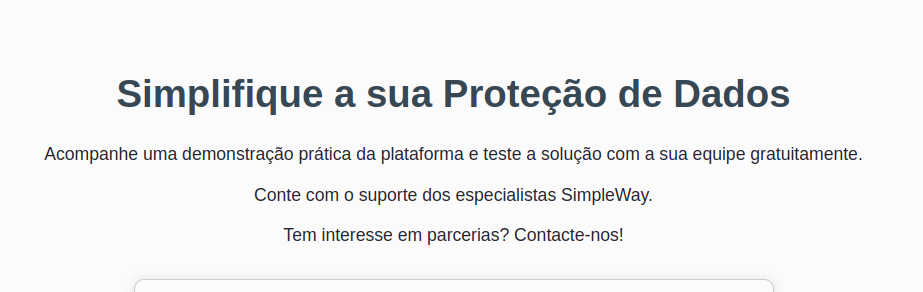 Simplifique a sua Proteção de Dados
Acompanhe uma demonstração prática da plataforma e teste a solução com a sua equipe gratuitamente.
Conte com o suporte dos especialistas SimpleWay.
Tem interesse em parcerias? Contacte-nos!